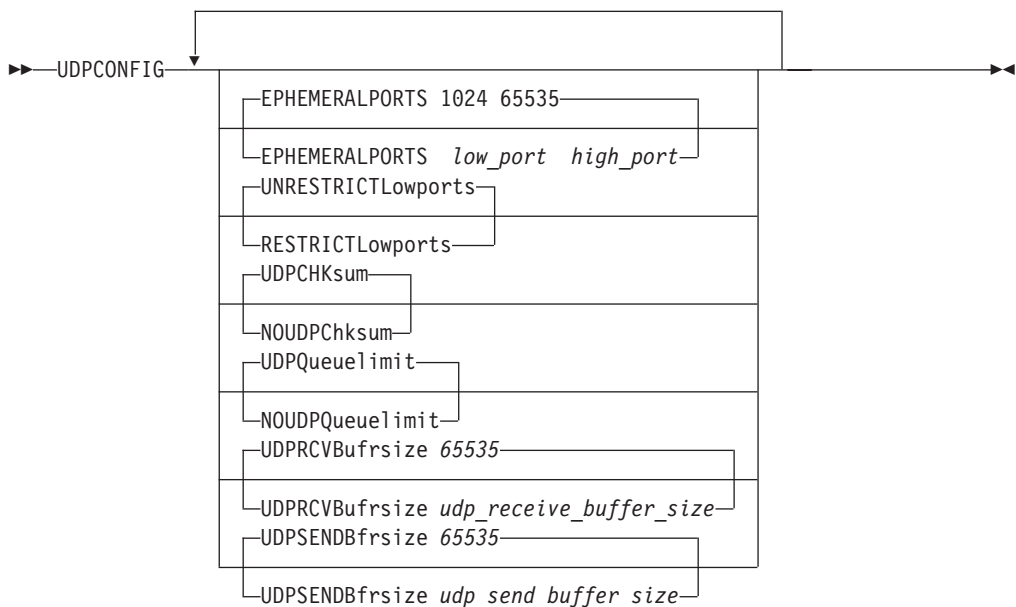 UDPCONFIG
EPHEMERALPORTS 1024 65535
EPHEMERALPORTS low_port high_port
UNRESTRICTLowports
RESTRICTLowports
UDPCHKsum
NOUDPChksum
UDPQueuelimit
NOUDPQueuelimit
UDPRCVBufrsize 65535
UDPRCVBufrsize udp_receive_buffer_size
UDPSENDBfrsize 65535
UDPSENDBfrsize udp send buffer size